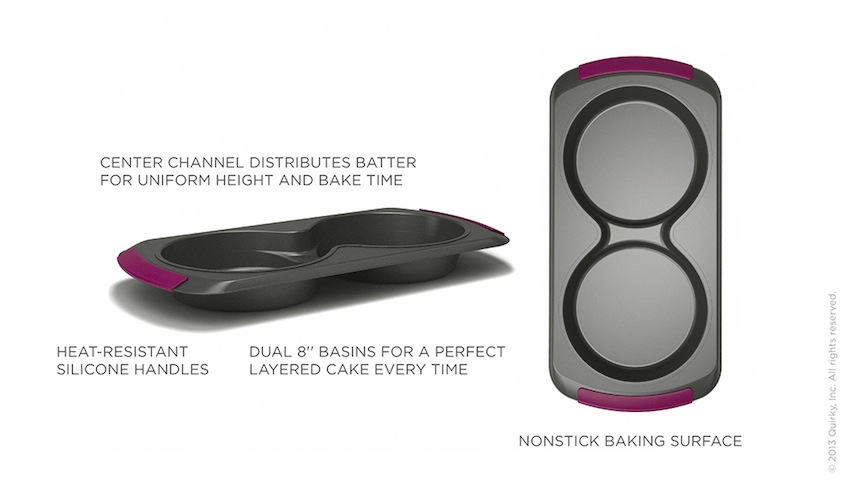 CENTER CHANNEL DISTRIBUTES BATTER
FOR UNIFORM HEIGHT AND BAKE TIME
HEAT-RESISTANT
SILICONE HANDLES
DUAL 8" BASINS FOR A PERFECT
LAYERED CAKE EVERY TIME
NONSTICK BAKING SURFACE
© 2013 Quirky, Inc. All rights reserved.